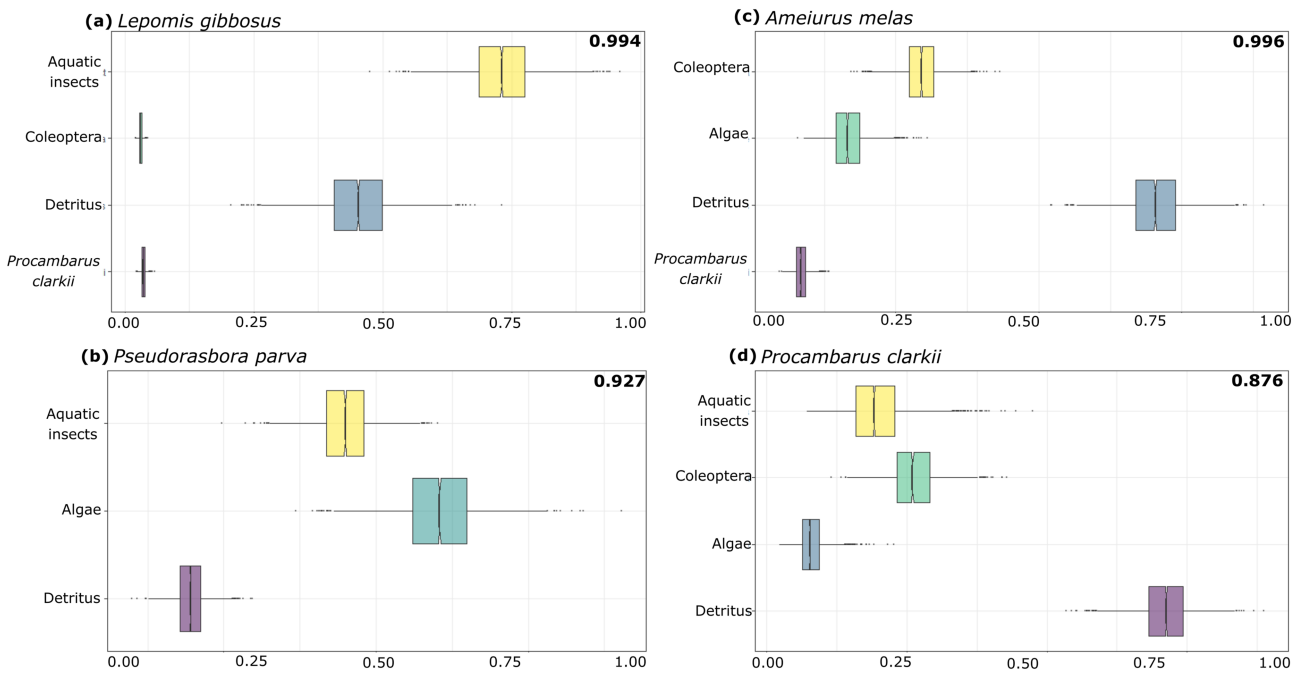 (a) Lepomis gibbosus
0.994
Aquatic
insects
Coleoptera
Detritus
Procambarus
clarkii
0.00 0.25 0.50 0.75 1.00
(c) Ameiurus melas
0.996
Coleoptera
Algae
Detritus
Procambarus
clarkii
0.00 0.25 0.50 0.75 1.00
(b) Pseudorasbora parva
0.927
Aquatic
insects
Algae
Detritus
0.00 0.25 0.50 0.75 1.00
(d) Procambarus clarkii
0.876
Aquatic
insects
Coleoptera
Algae
Detritus
0.00 0.25 0.50 0.75 1.00